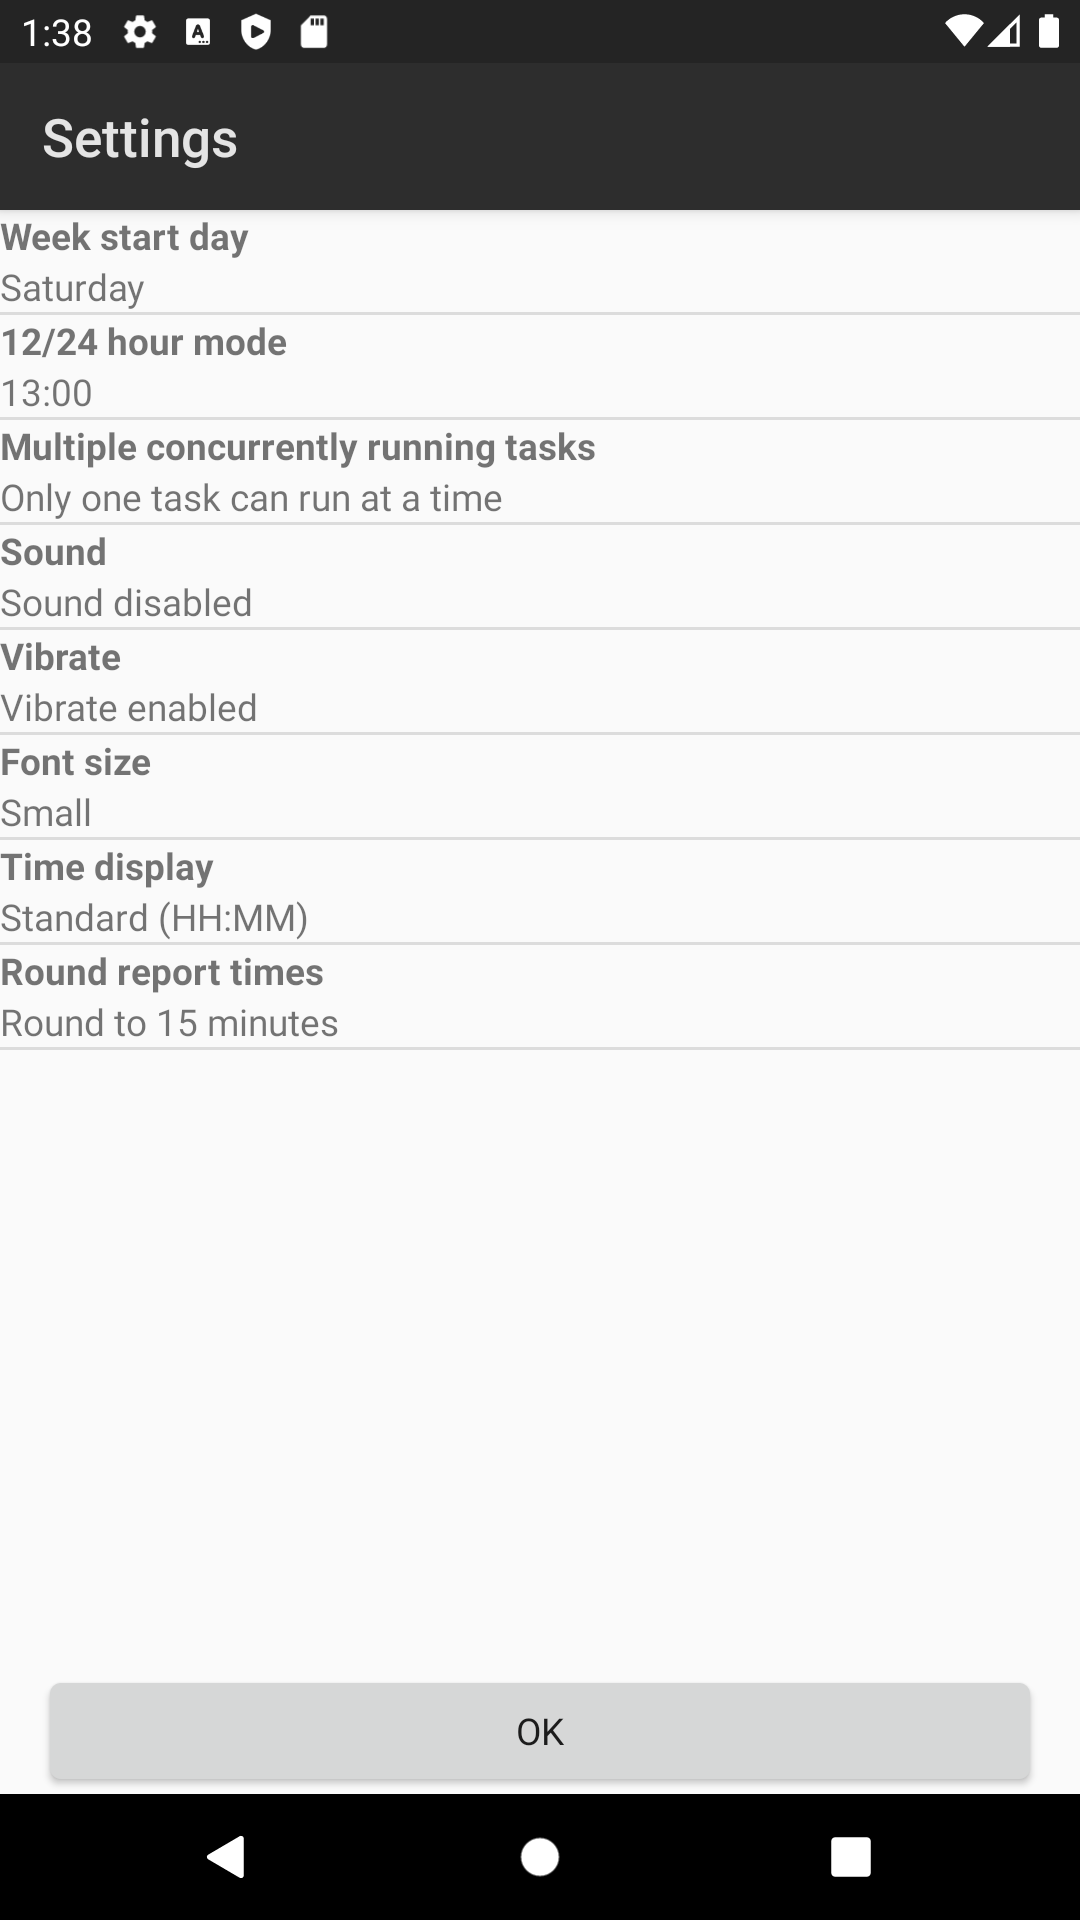 1:38
Settings
Week start day
Saturday
12/24 hour mode
13:00
Multiple concurrently running tasks
Only one task can run at a time
Sound
Sound disabled
Vibrate
Vibrate enabled
Font size
Small
Time display
Standard (HH:MM)
Round report times
Round to 15 minutes
OK